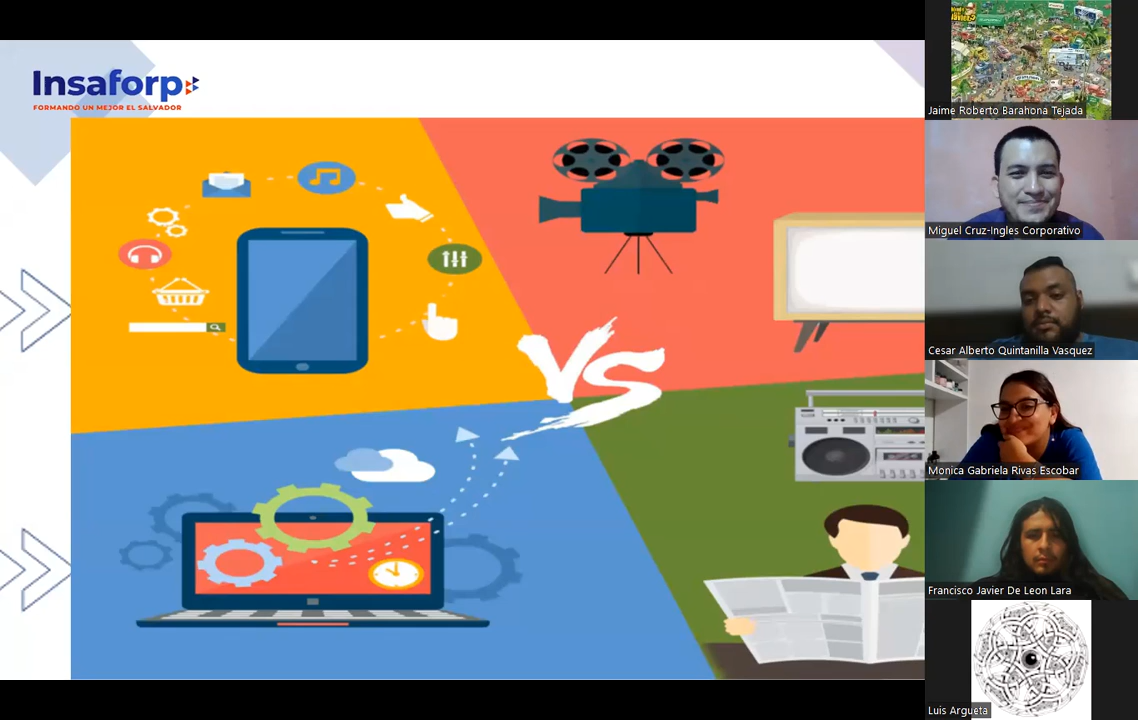 Insaforp
FORMANDO UN MEJOR EL SALVADOR
VS
Jaime Roberto Barahona Tejada
Miguel Cruz-Ingles Corporativo
Cesar Alberto Quintanilla Vasquez
Monica Gabriela Rivas Escobar
Francisco Javier De Leon Lara
Luis Argueta